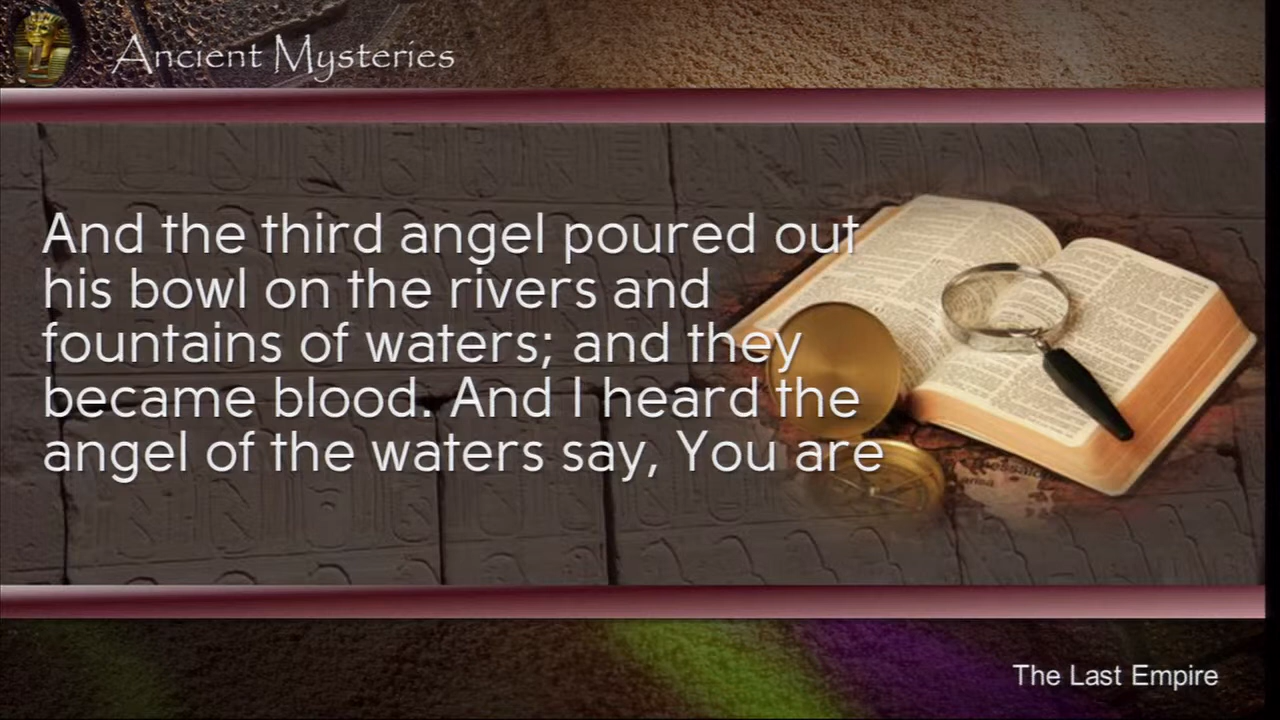 Ancient Mysteries
And the third angel poured out
his bowl on the rivers and
fountains of waters; and they
became blood. And I heard the
angel of the waters say, You are
The Last Empire